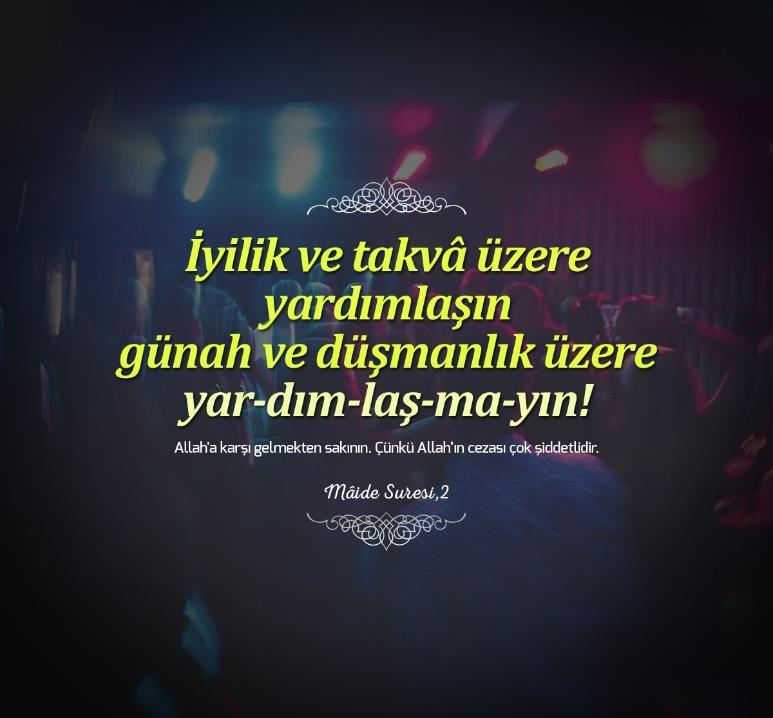 İyilik ve takvâ üzere
yardımlaşın
günah ve düşmanlık üzere
yar-dım-laş-ma-yın!
Allah'a karşı gelmekten sakının. Çünkü Allah'ın cezası çok şiddetlidir.
Mâide Suresi,2